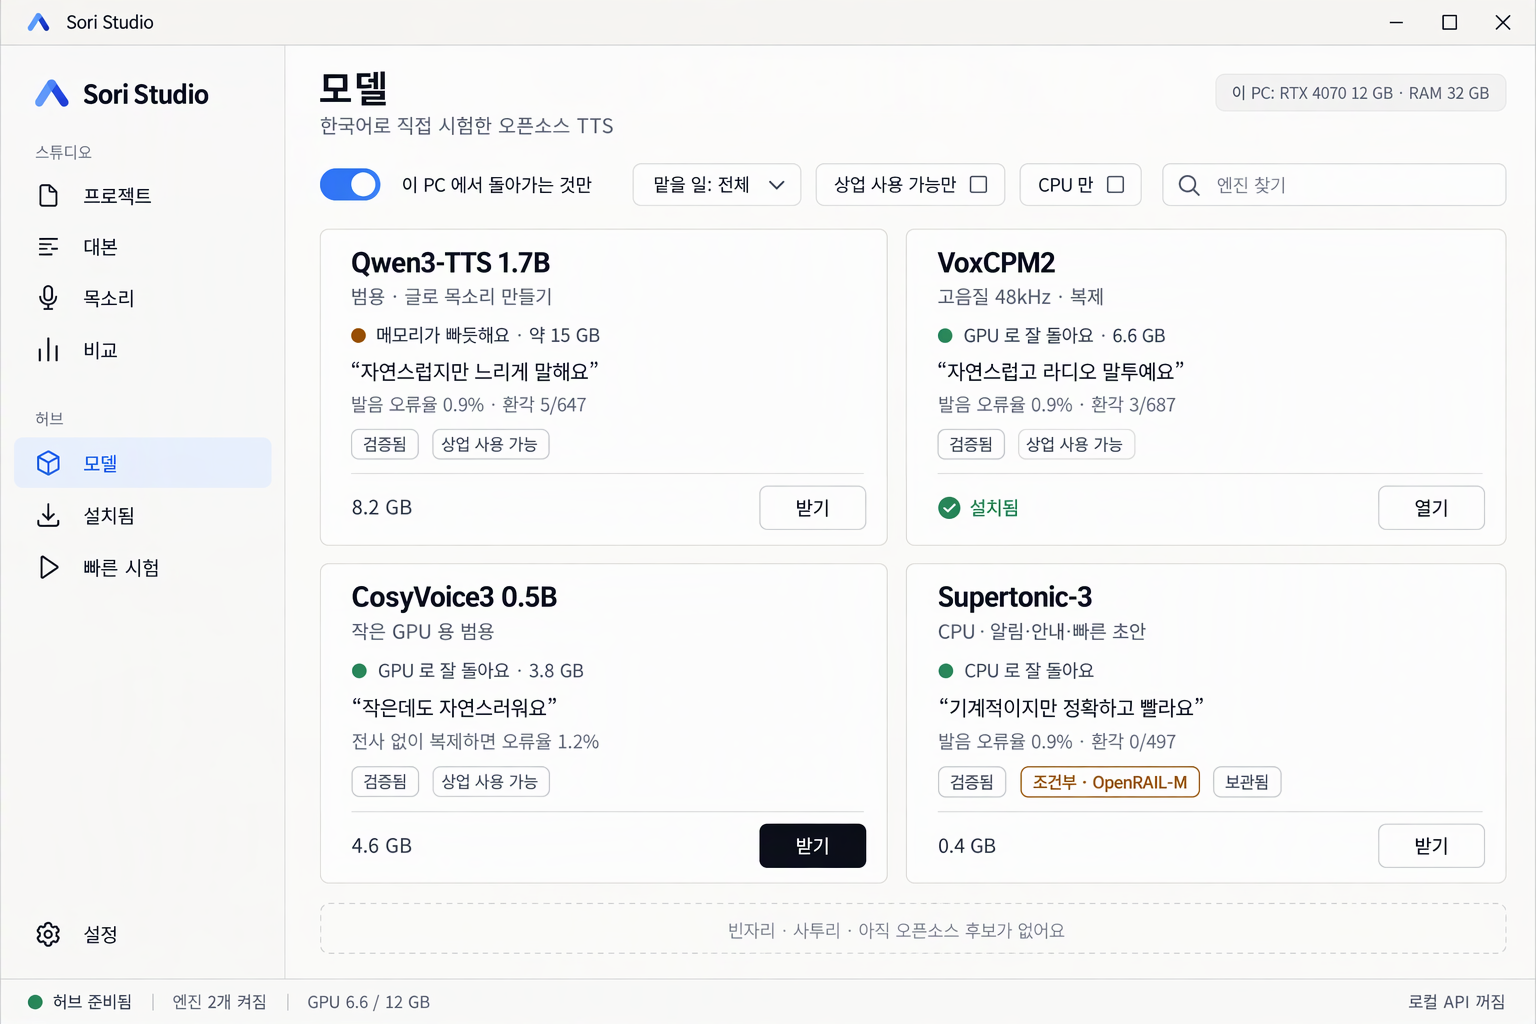 Sori Studio
Sori Studio
스튜디오
프로젝트
대본
목소리
비교
허브
모델
설치됨
빠른 시험
설정
모델
한국어로 직접 시험한 오픈소스 TTS
이 PC: RTX 4070 12 GB · RAM 32 GB
이 PC 에서 돌아가는 것만
맡을 일: 전체
상업 사용 가능만
CPU 만
엔진 찾기
Qwen3-TTS 1.7B
범용 · 글로 목소리 만들기
메모리가 빠듯해요 · 약 15 GB
“자연스럽지만 느리게 말해요”
발음 오류율 0.9% · 환각 5/647
검증됨
상업 사용 가능
8.2 GB
받기
VoxCPM2
고음질 48kHz · 복제
GPU 로 잘 돌아요 · 6.6 GB
“자연스럽고 라디오 말투예요”
발음 오류율 0.9% · 환각 3/687
검증됨
상업 사용 가능
설치됨
열기
CosyVoice3 0.5B
작은 GPU 용 범용
GPU 로 잘 돌아요 · 3.8 GB
“작은데도 자연스러워요”
전사 없이 복제하면 오류율 1.2%
검증됨
상업 사용 가능
4.6 GB
받기
Supertonic-3
CPU · 알림·안내·빠른 초안
CPU 로 잘 돌아요
“기계적이지만 정확하고 빨라요”
발음 오류율 0.9% · 환각 0/497
검증됨
조건부 · OpenRAIL-M
보관됨
0.4 GB
받기
빈자리 · 사투리 · 아직 오픈소스 후보가 없어요
허브 준비됨
엔진 2개 켜짐
GPU 6.6 / 12 GB
로컬 API 꺼짐